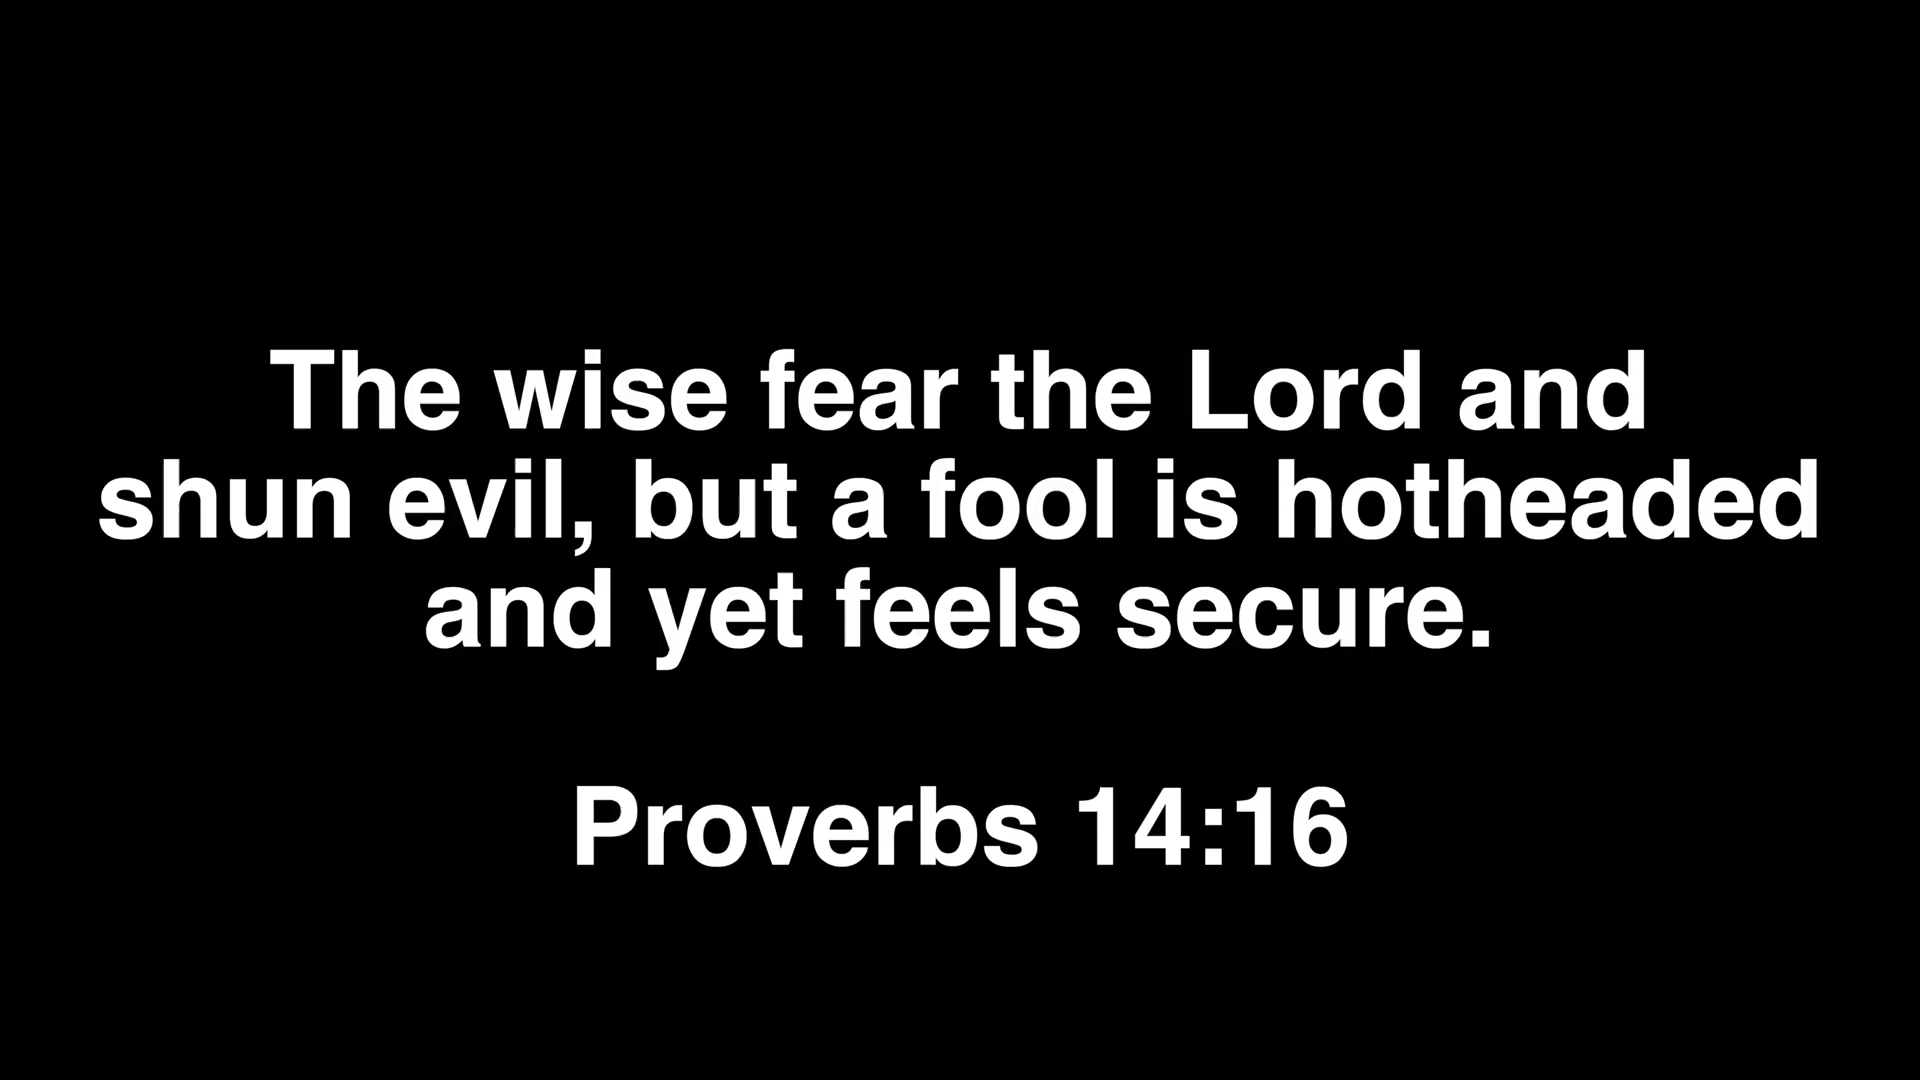 The wise fear the Lord and
shun evil, but a fool is hotheaded
and yet feels secure.
Proverbs 14:16